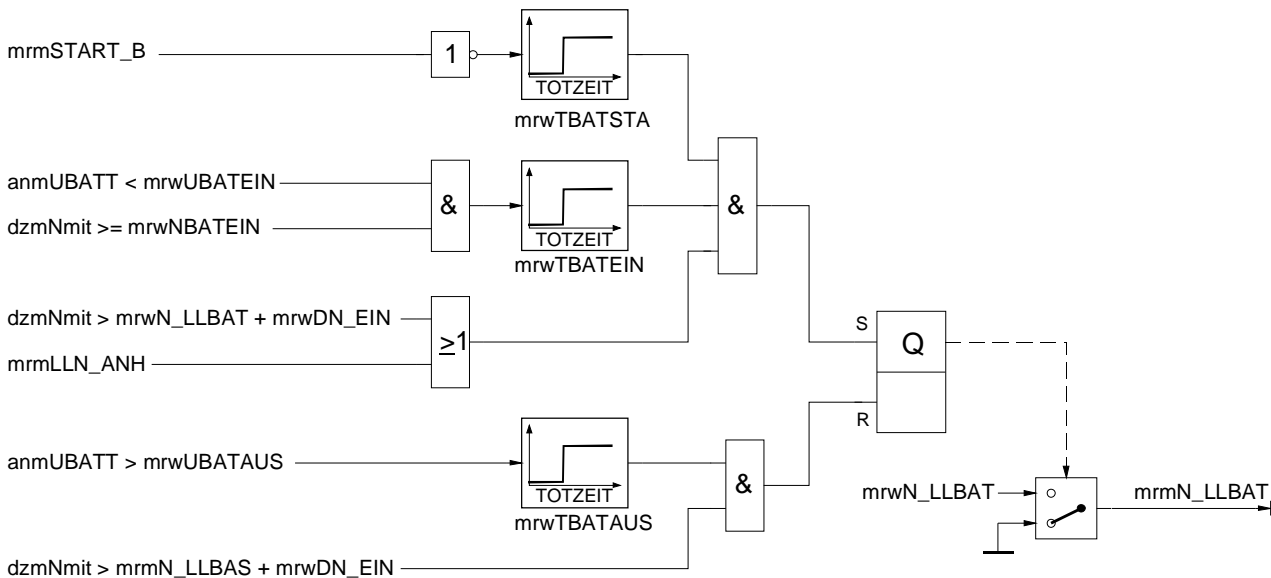 mrmSTART_B
1
TOTZEIT
mrwTBATSTA
anmUBATT < mrwUBATEIN
dzmNmit >= mrwNBATEIN
&
TOTZEIT
mrwTBATEIN
&
dzmNmit > mrwN_LLBAT + mrwDN_EIN
mrmLLN_ANH
≥1
S
Q
R
anmUBATT > mrwUBATAUS
TOTZEIT
mrwTBATAUS
&
mrwN_LLBAT
mrmN_LLBAT
dzmNmit > mrmN_LLBAS + mrwDN_EIN